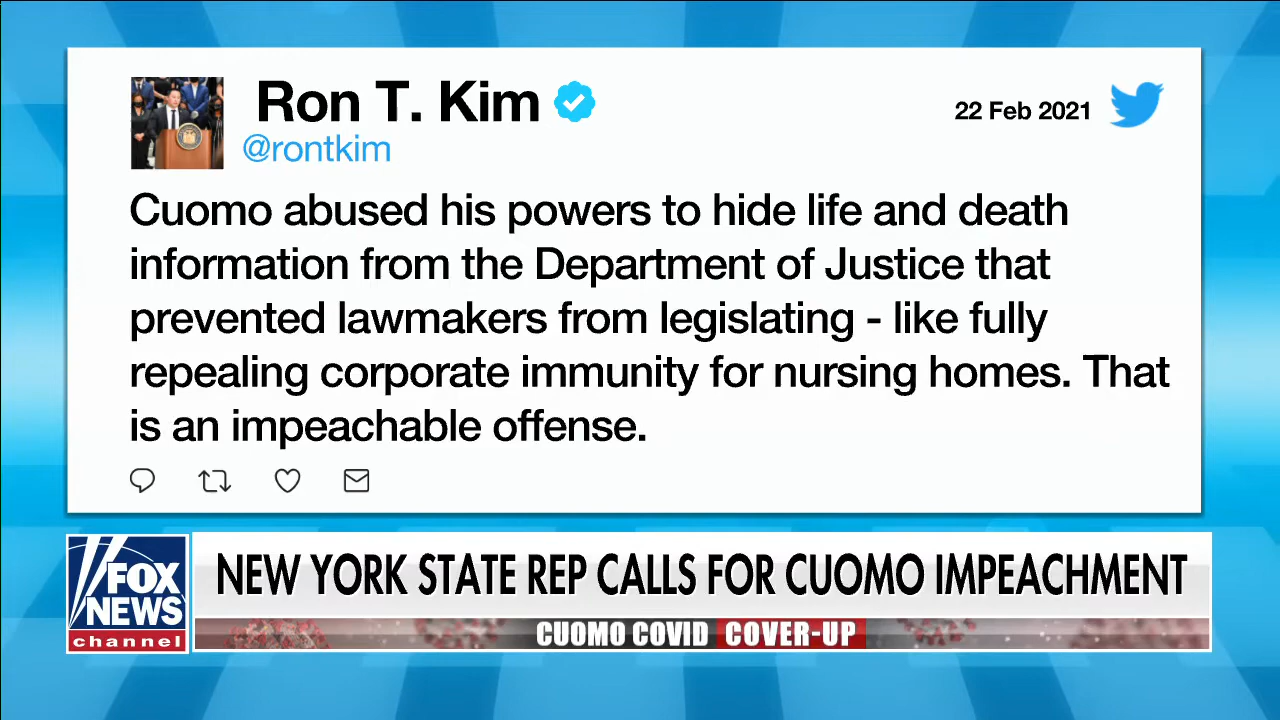 Ron T. Kim
22 Feb 2021
@rontkim
Cuomo abused his powers to hide life and death
information from the Department of Justice that
prevented lawmakers from legislating - like fully
repealing corporate immunity for nursing homes. That
is an impeachable offense.
FOX
NEWS
channel
NEW YORK STATE REP CALLS FOR CUOMO IMPEACHMENT
CUOMO COVID COVER-UP